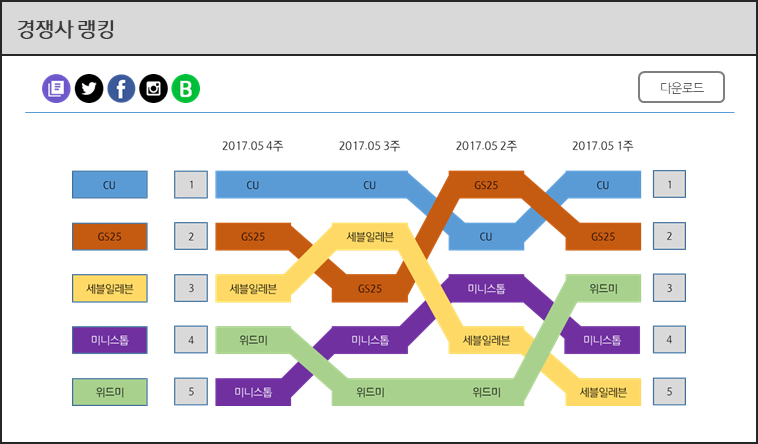 경쟁사 랭킹
B
다운로드
2017.05 4주 2017.05 3주 2017.05 2주 2017.05 1주
CU 1 CU CU GS25 CU 1
GS25 2 GS25 세븐일레븐 CU GS25 2
세븐일레븐 3 세븐일레븐 GS25 미니스톱 위드미 3
미니스톱 4 위드미 미니스톱 세븐일레븐 미니스톱 4
위드미 5 미니스톱 위드미 위드미 세븐일레븐 5